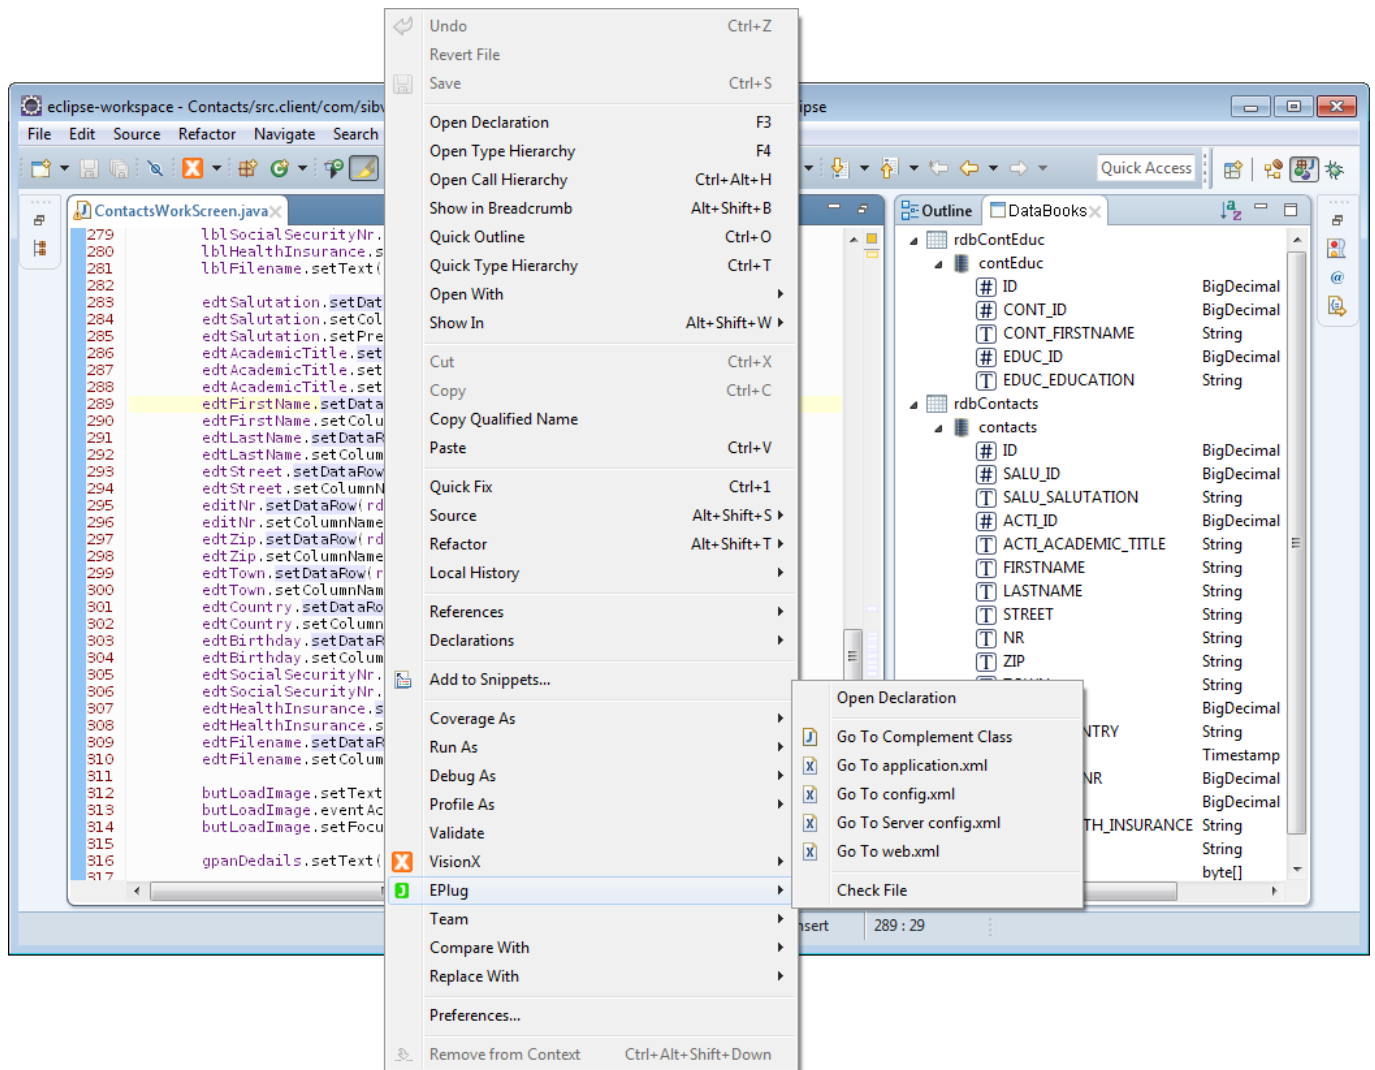 eclipse-workspace - Contacts/src.client/com/sib
ipse
File Edit Source Refactor Navigate Search
Quick Access
ContactsWorkScreen.java
279 lblSocialSecurityNr.
280 lblHealthInsurance.s
281 lblFilename.setText(
282
283 edtSalutation.setDat
284 edtSalutation.setCol
285 edtSalutation.setPre
286 edtAcademicTitle.set
287 edtAcademicTitle.set
288 edtAcademicTitle.set
289 edtFirstName.setData
290 edtFirstName.setColu
291 edtLastName.setDataR
292 edtLastName.setColum
293 edtStreet.setDataRow
294 edtStreet.setColumnN
295 editNr.setDataRow(rd
296 editNr.setColumnName
297 edtZip.setDataRow(rd
298 edtZip.setColumnName
299 edtTown.setDataRow(r
300 edtTown.setColumnNam
301 edtCountry.setDataRo
302 edtCountry.setColumn
303 edtBirthday.setDataR
304 edtBirthday.setColum
305 edtSocialSecurityNr.
306 edtSocialSecurityNr.
307 edtHealthInsurance.s
308 edtHealthInsurance.s
309 edtFilename.setDataR
310 edtFilename.setColum
311
312 butLoadImage.setText
313 butLoadImage.eventAc
314 butLoadImage.setFocu
315
316 gpanDedails.setText(
317
Undo Ctrl+Z
Revert File
Save Ctrl+S
Open Declaration F3
Open Type Hierarchy F4
Open Call Hierarchy Ctrl+Alt+H
Show in Breadcrumb Alt+Shift+B
Quick Outline Ctrl+O
Quick Type Hierarchy Ctrl+T
Open With
Show In Alt+Shift+W
Cut Ctrl+X
Copy Ctrl+C
Copy Qualified Name
Paste Ctrl+V
Quick Fix Ctrl+1
Source Alt+Shift+S
Refactor Alt+Shift+T
Local History
References
Declarations
Add to Snippets...
Coverage As
Run As
Debug As
Profile As
Validate
VisionX
EPlug
Team
Compare With
Replace With
Preferences...
Remove from Context Ctrl+Alt+Shift+Down
Open Declaration
Go To Complement Class
Go To application.xml
Go To config.xml
Go To Server config.xml
Go To web.xml
Check File
Outline DataBooks
rdbContEduc
contEduc
ID BigDecimal
CONT_ID BigDecimal
CONT_FIRSTNAME String
EDUC_ID BigDecimal
EDUC_EDUCATION String
rdbContacts
contacts
ID BigDecimal
SALU_ID BigDecimal
SALU_SALUTATION String
ACTI_ID BigDecimal
ACTI_ACADEMIC_TITLE String
FIRSTNAME String
LASTNAME String
STREET String
NR String
ZIP String
String
BigDecimal
NTRY String
Timestamp
NR BigDecimal
BigDecimal
TH_INSURANCE String
String
byte[]
nsert 289 : 29